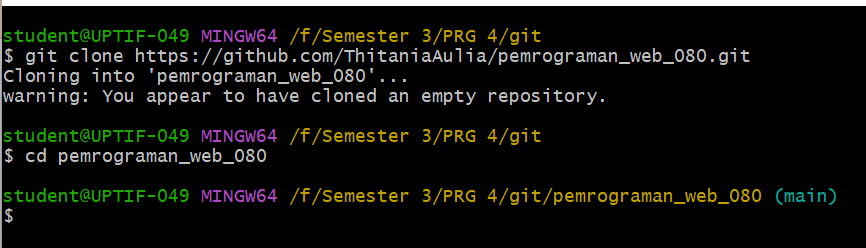 student@UPTIF-049 MINGW64 /f/Semester 3/PRG 4/git
$ git clone https://github.com/ThitaniaAulia/pemrograman_web_080.git
Cloning into 'pemrograman_web_080'...
warning: You appear to have cloned an empty repository.
student@UPTIF-049 MINGW64 /f/Semester 3/PRG 4/git
$ cd pemrograman_web_080
student@UPTIF-049 MINGW64 /f/Semester 3/PRG 4/git/pemrograman_web_080 (main)
$